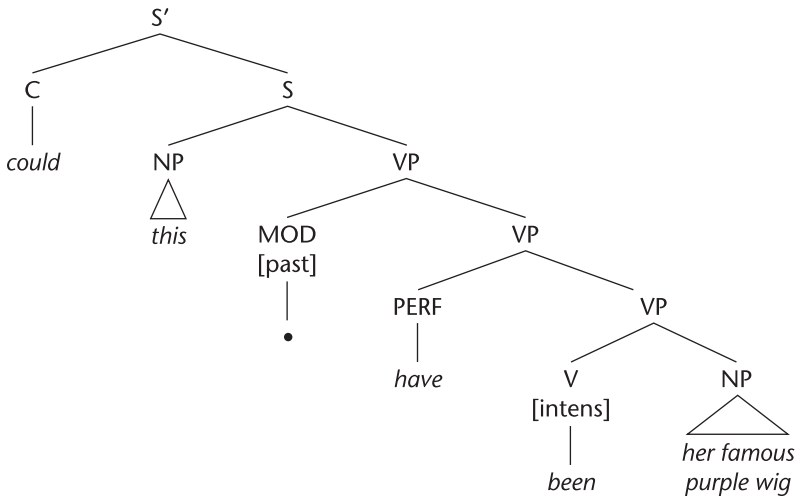 S′
C S
could NP VP
this MOD VP
[past] PERF VP
• have V NP
[intens] her famous
been purple wig